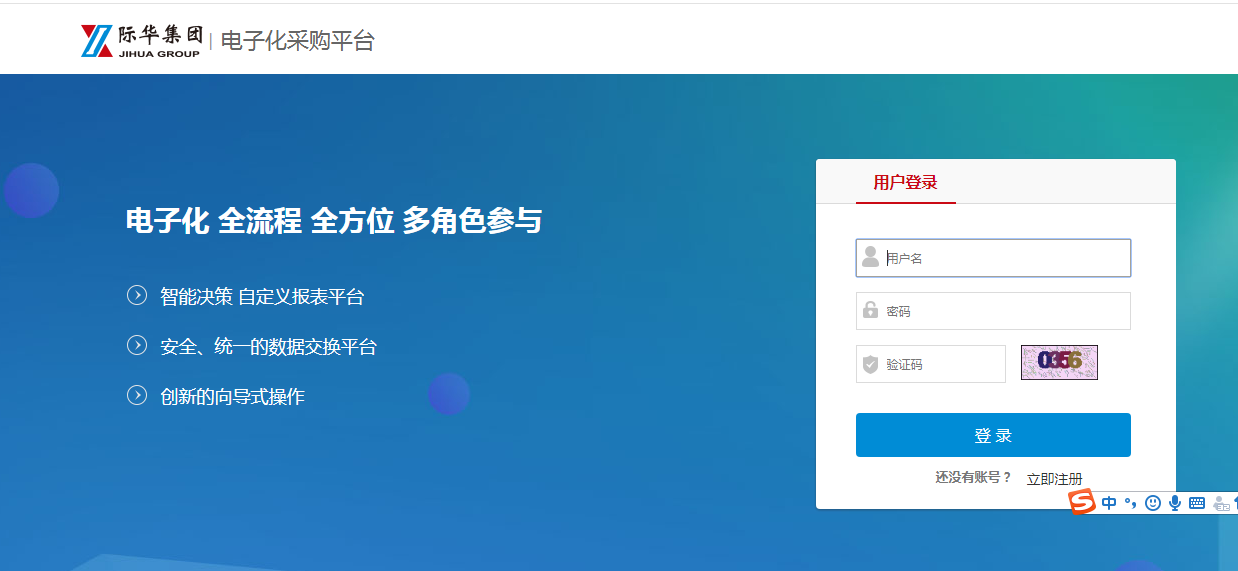 际华集团
JIHUA GROUP
电子化采购平台
电子化 全流程 全方位 多角色参与
智能决策 自定义报表平台
安全、统一的数据交换平台
创新的向导式操作
用户登录
用户名
密码
验证码
0356
登 录
还没有账号？ 立即注册
S 中